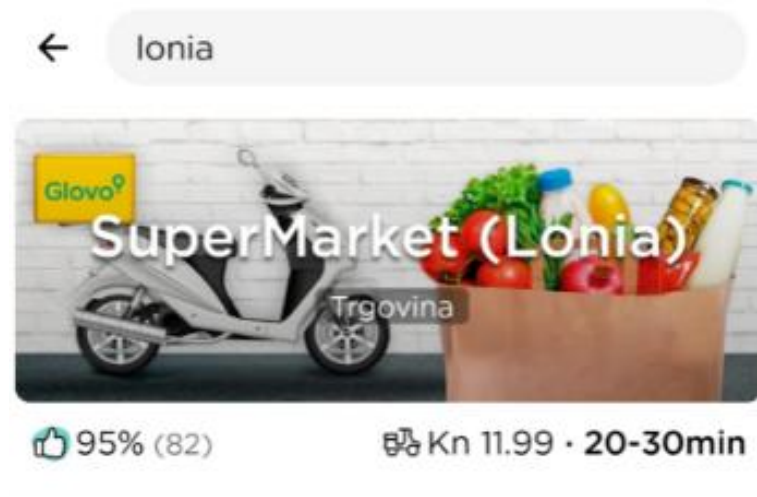 lonia
Glovo
SuperMarket (Lonia)
Trgovina
95% (82)
Kn 11.99 · 20-30min